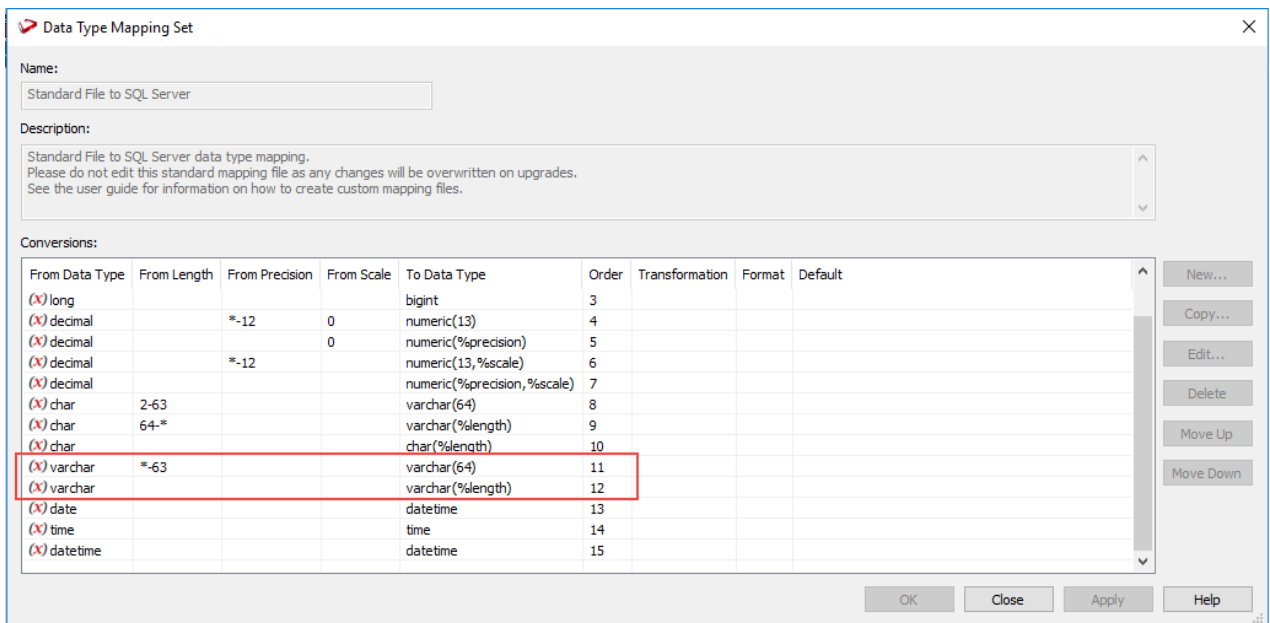 Data Type Mapping Set
Name:
Standard File to SQL Server
Description:
Standard File to SQL Server data type mapping.
Please do not edit this standard mapping file as any changes will be overwritten on upgrades.
See the user guide for information on how to create custom mapping files.
Conversions:
From Data Type From Length From Precision From Scale To Data Type Order Transformation Format Default
(x) long bigint 3
(x) decimal *-12 0 numeric(13) 4
(x) decimal 0 numeric(%precision) 5
(x) decimal *-12 numeric(13,%scale) 6
(x) decimal numeric(%precision,%scale) 7
(x) char 2-63 varchar(64) 8
(x) char 64-* varchar(%length) 9
(x) char char(%length) 10
(x) varchar *-63 varchar(64) 11
(x) varchar varchar(%length) 12
(x) date datetime 13
(x) time time 14
(x) datetime datetime 15
New...
Copy...
Edit...
Delete
Move Up
Move Down
OK Close Apply Help